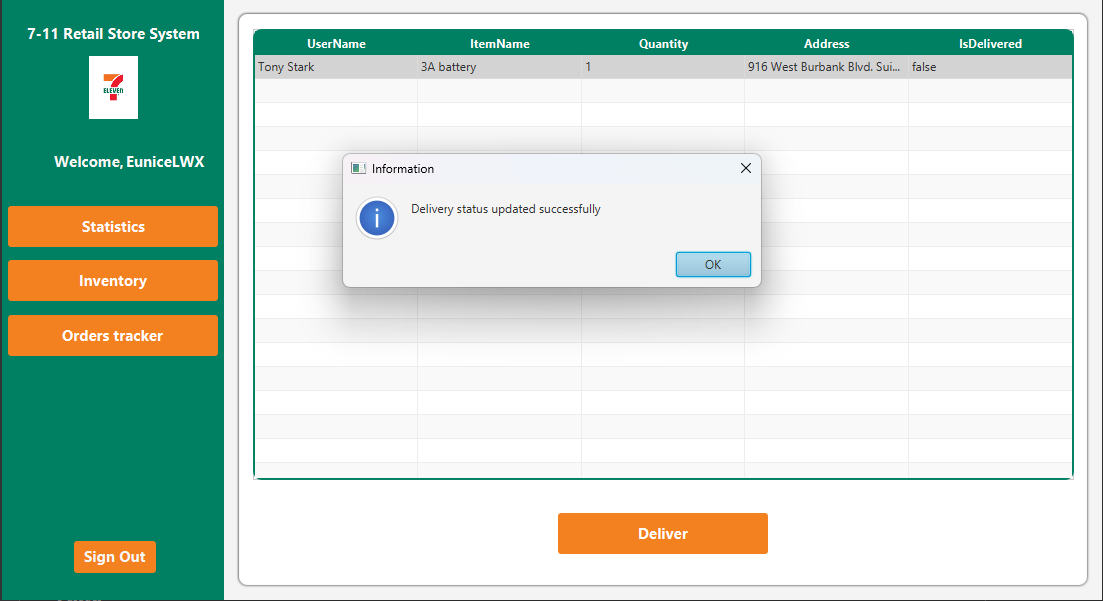 7-11 Retail Store System
7
ELEVEN
Welcome, EuniceLWX
Statistics
Inventory
Orders tracker
Sign Out
UserName ItemName Quantity Address IsDelivered
Tony Stark 3A battery 1 916 West Burbank Blvd. Sui... false
Information
Delivery status updated successfully
i
OK
Deliver